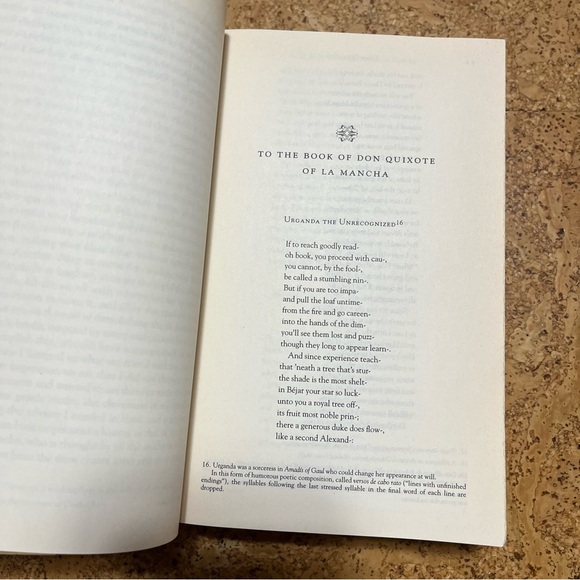 TO THE BOOK OF DON QUIXOTE
OF LA MANCHA
URGANDA THE UNRECOGNIZED16
If to reach goodly read-
oh book, you proceed with cau-,
you cannot, by the fool-,
be called a stumbling nin-.
But if you are too impa-
and pull the loaf untime-
from the fire and go careen-
into the hands of the dim-
you'll see them lost and puzz-
though they long to appear learn-.
And since experience teach-
that 'neath a tree that's stur-
the shade is the most shelt-
in Béjar your star so luck-
unto you a royal tree off-,
its fruit most noble prin-;
there a generous duke does flow-,
like a second Alexand-:
16. Urganda was a sorceress in Amadís of Gaul who could change her appearance at will.
In this form of humorous poetic composition, called versos de cabo roto ("lines with unfinished
endings"), the syllables following the last stressed syllable in the final word of each line are
dropped.